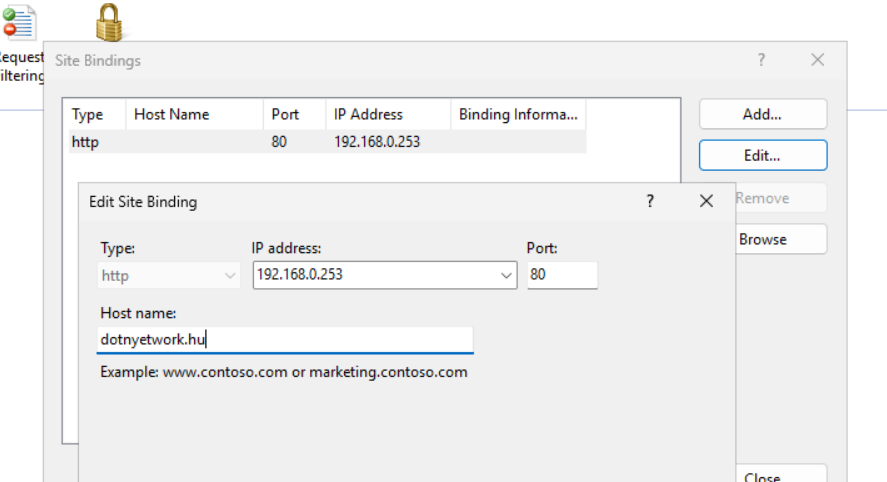 Request
Filtering
Site Bindings
?
Type Host Name Port IP Address Binding Informa...
http 80 192.168.0.253
Add...
Edit...
Remove
Browse
Edit Site Binding
?
Type: IP address: Port:
http 192.168.0.253 80
Host name:
dotnyetwork.hu
Example: www.contoso.com or marketing.contoso.com
Close